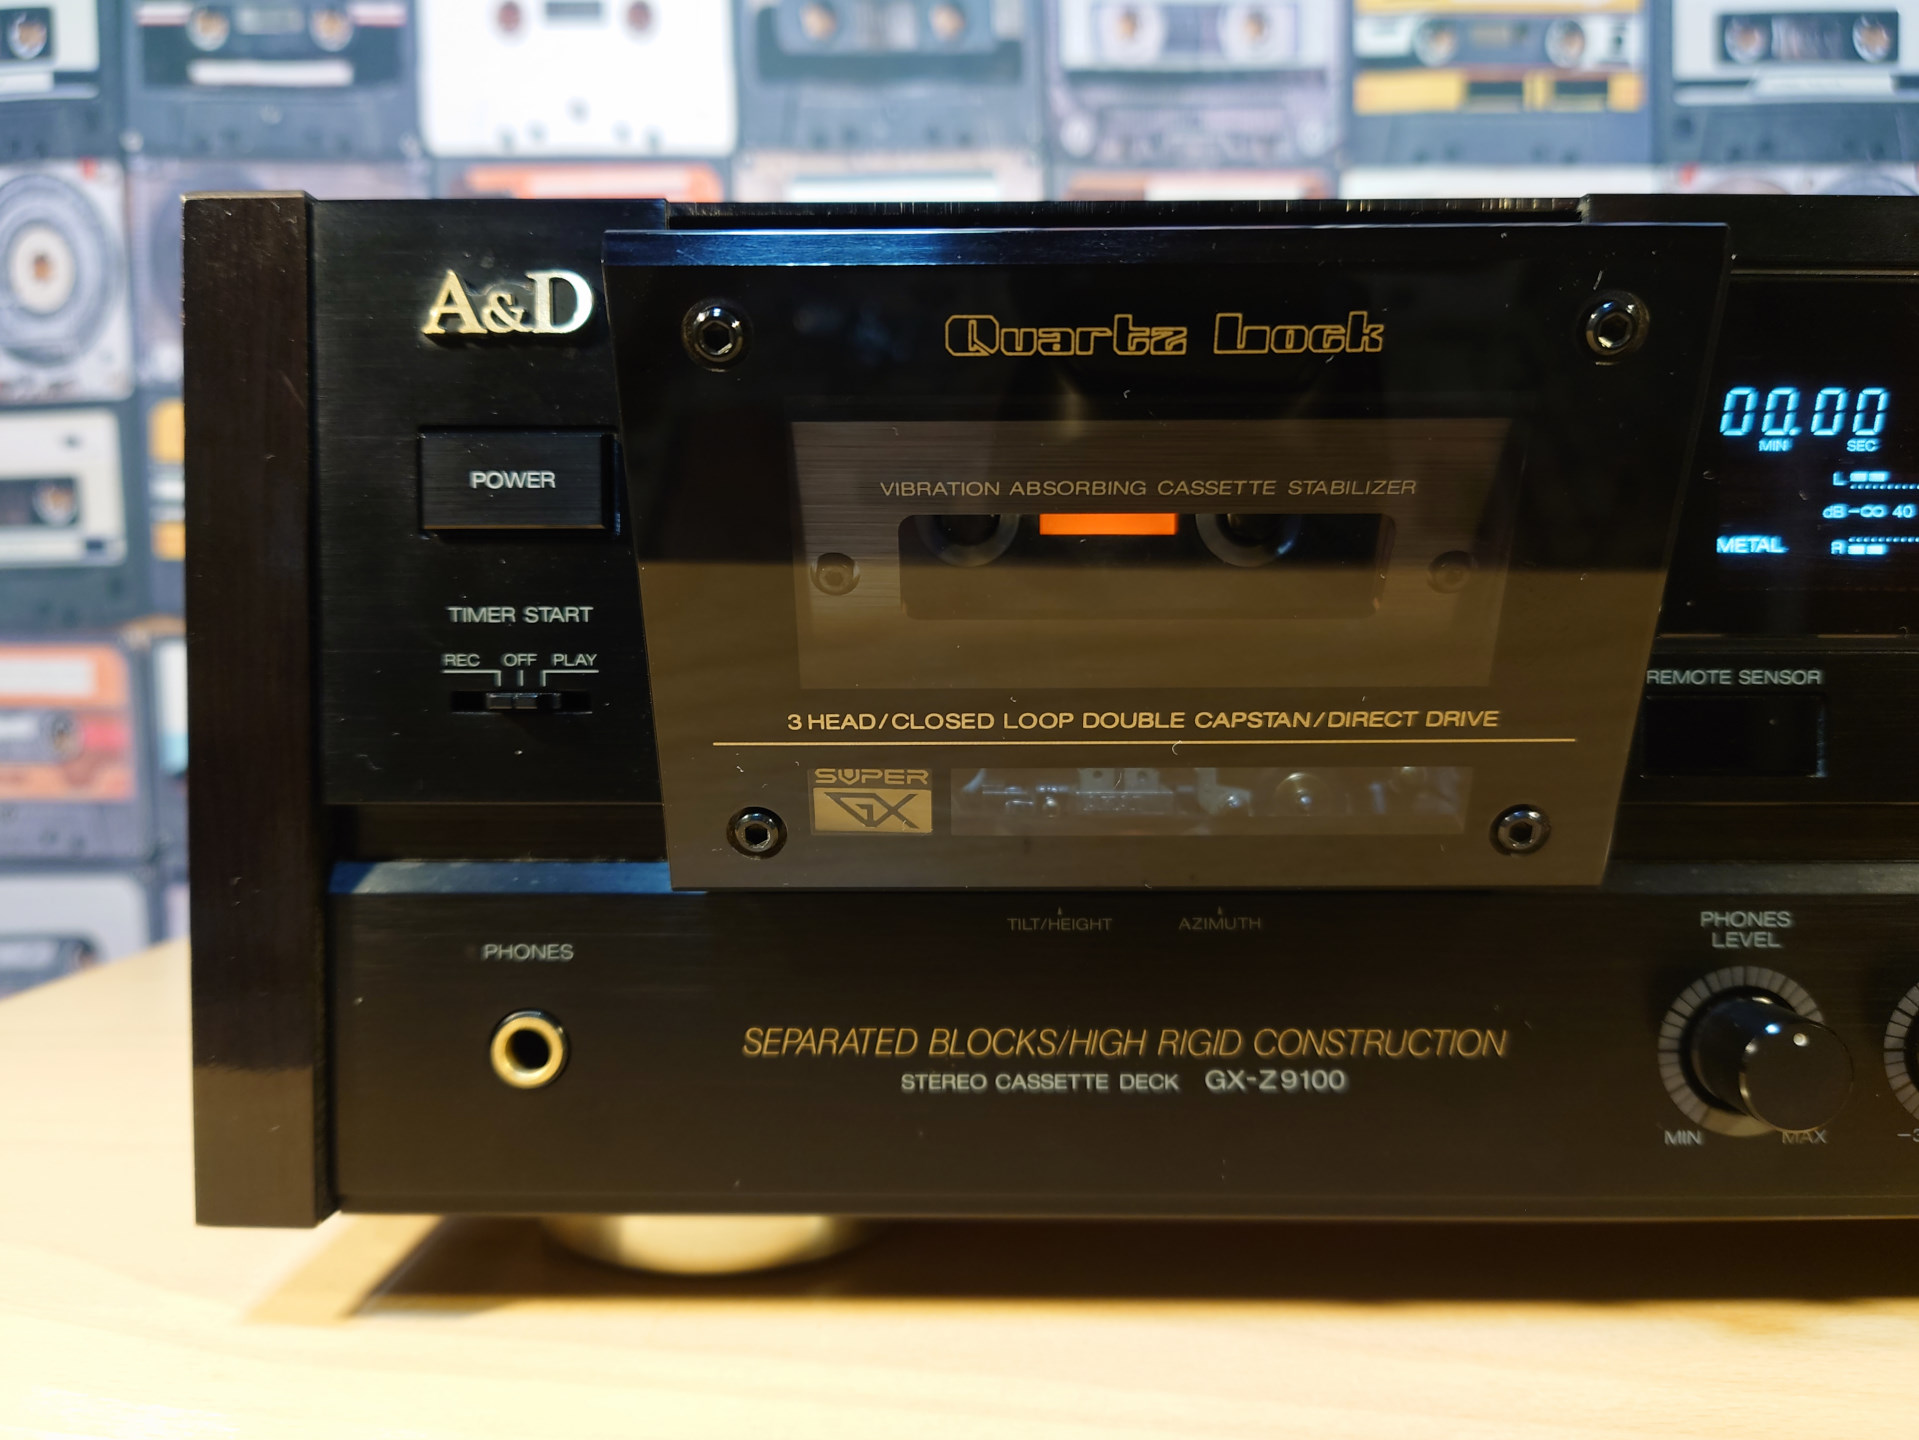 A&D
Quartz Lock
POWER
00.00
MIN SEC
L
dB -∞ 40
METAL R
VIBRATION ABSORBING CASSETTE STABILIZER
TIMER START
REC OFF PLAY
REMOTE SENSOR
3 HEAD/CLOSED LOOP DOUBLE CAPSTAN/DIRECT DRIVE
SUPER
GX
TILT/HEIGHT AZIMUTH
PHONES
PHONES
LEVEL
SEPARATED BLOCKS/HIGH RIGID CONSTRUCTION
STEREO CASSETTE DECK GX-Z9100
MIN MAX